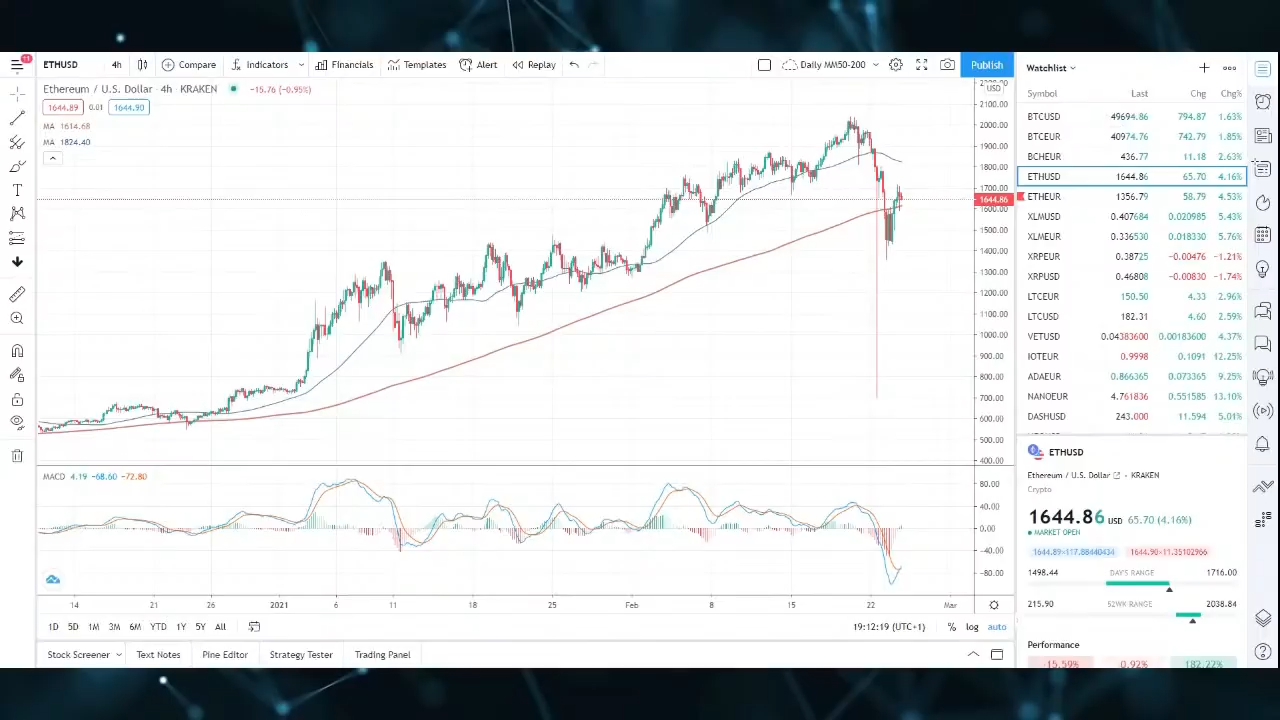 11
ETHUSD 4h Compare Indicators Financials Templates Alert Replay Daily MM50-200 Publish
Ethereum / U.S. Dollar · 4h · KRAKEN −15.76 (−0.95%)
1644.89 0.01 1644.90
MA 1614.68
MA 1824.40
USD
2100.00
2000.00
1900.00
1800.00
1700.00
1644.86
1600.00
1500.00
1400.00
1300.00
1200.00
1100.00
1000.00
900.00
800.00
700.00
600.00
500.00
400.00
MACD 4.19 −68.60 −72.80
80.00
40.00
0.00
−40.00
−80.00
14 21 26 2021 6 11 18 25 Feb 8 15 22 Mar
1D 5D 1M 3M 6M YTD 1Y 5Y All 19:12:19 (UTC+1) % log auto
Stock Screener Text Notes Pine Editor Strategy Tester Trading Panel
Watchlist
Symbol Last Chg Chg%
BTCUSD 49694.86 794.87 1.63%
BTCEUR 40974.76 742.79 1.85%
BCHEUR 436.77 11.18 2.63%
ETHUSD 1644.86 65.70 4.16%
ETHEUR 1356.79 58.79 4.53%
XLMUSD 0.407684 0.020985 5.43%
XLMEUR 0.336530 0.018330 5.76%
XRPEUR 0.38725 −0.00476 −1.21%
XRPUSD 0.46808 −0.00830 −1.74%
LTCEUR 150.50 4.33 2.96%
LTCUSD 182.31 4.60 2.59%
VETUSD 0.04383600 0.00183600 4.37%
IOTEUR 0.9998 0.1091 12.25%
ADAEUR 0.866365 0.073365 9.25%
NANOEUR 4.761836 0.551585 13.10%
DASHUSD 243.000 11.594 5.01%
ETHUSD
Ethereum / U.S. Dollar · KRAKEN
Crypto
1644.86 USD 65.70 (4.16%)
MARKET OPEN
1644.89×117.88440434 1644.90×11.35102966
1498.44 DAY'S RANGE 1716.00
215.90 52WK RANGE 2038.84
Performance
−15.59% −0.92% 182.22%